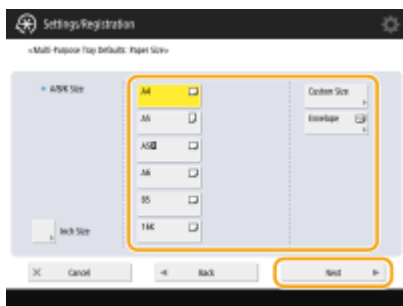 Settings/Registration
<Multi-Purpose Tray Defaults: Paper Size>
A/B/K Size
A4
A5
A5R
A6
B5
16K
Custom Size
Envelope
Inch Size
Cancel
Back
Next